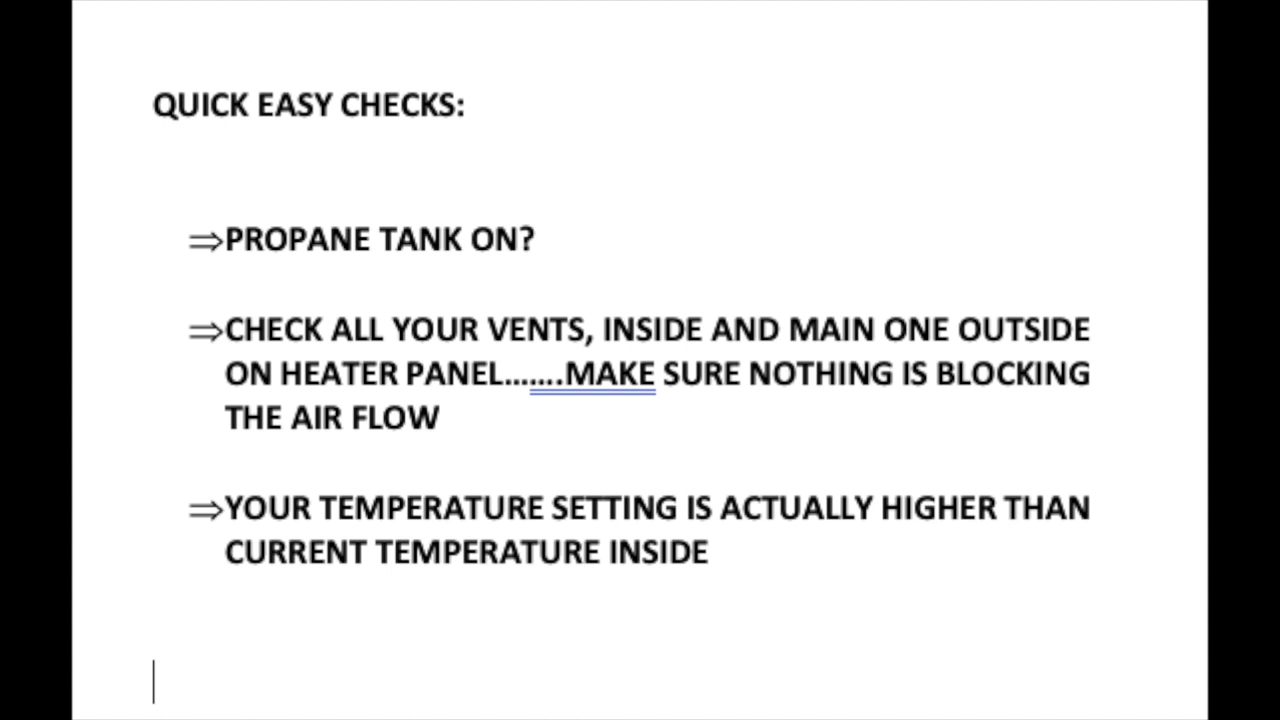 QUICK EASY CHECKS:
⇒PROPANE TANK ON?
⇒CHECK ALL YOUR VENTS, INSIDE AND MAIN ONE OUTSIDE
ON HEATER PANEL…….MAKE SURE NOTHING IS BLOCKING
THE AIR FLOW
⇒YOUR TEMPERATURE SETTING IS ACTUALLY HIGHER THAN
CURRENT TEMPERATURE INSIDE